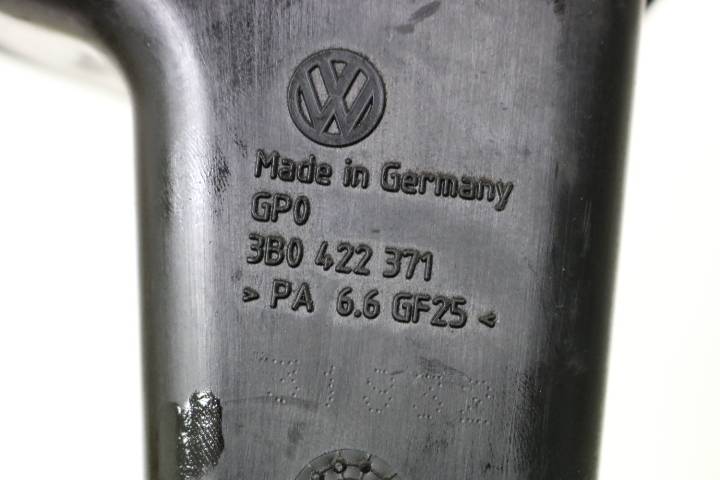 Made in Germany
GP0
3B0 422 371
> PA 6.6 GF25 <